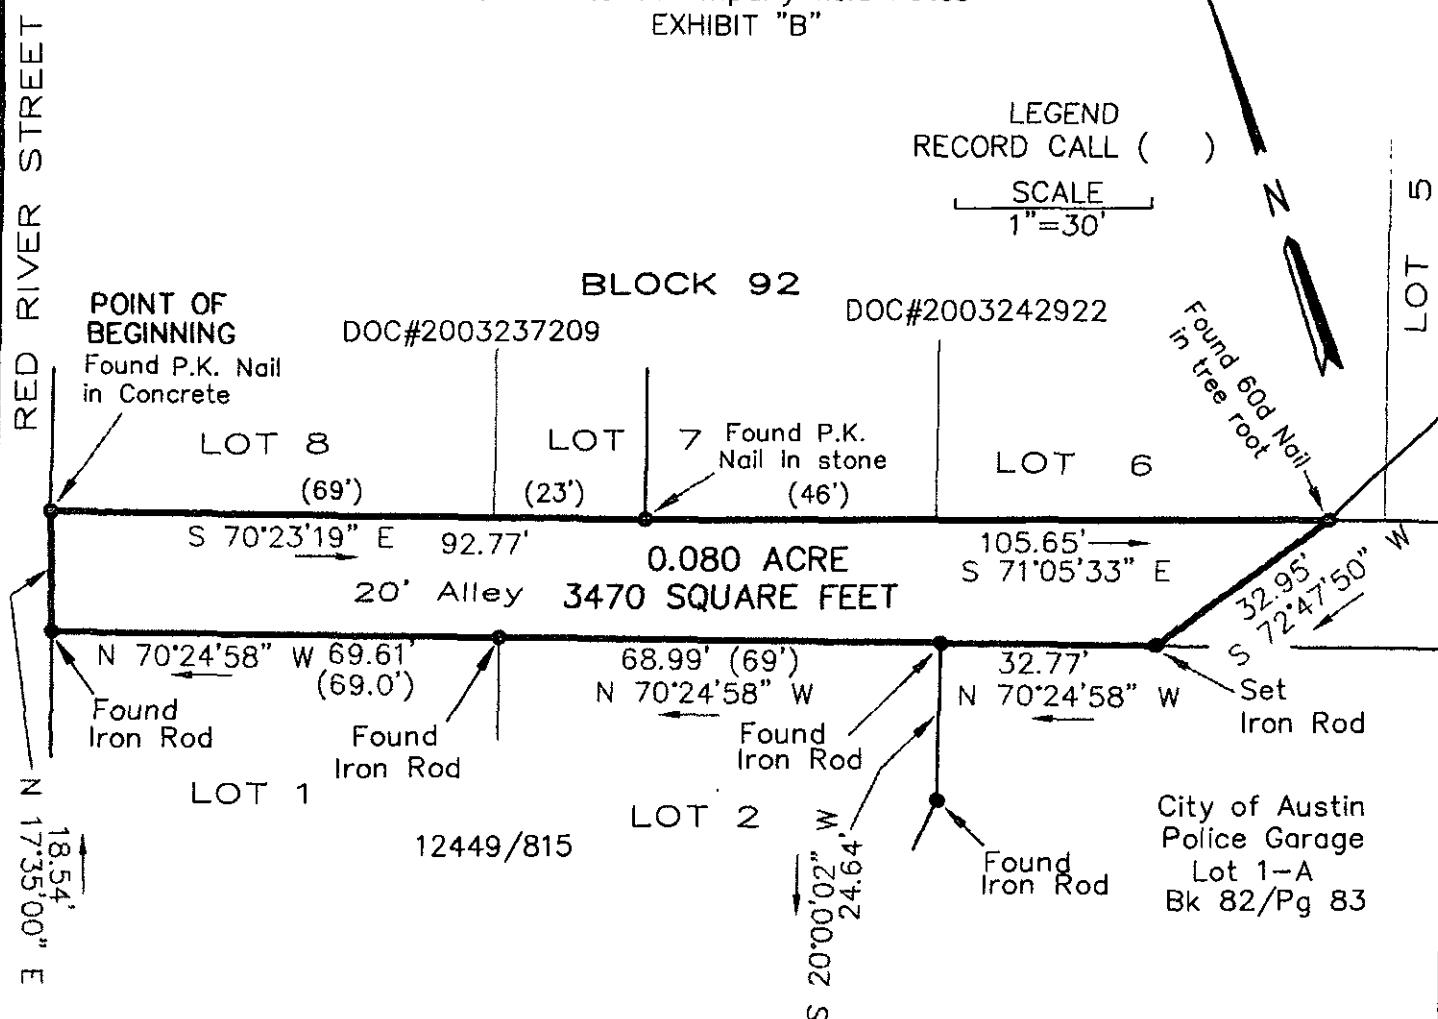 EXHIBIT "B"
RED RIVER STREET
LEGEND
RECORD CALL ( )
SCALE
1"=30'
N
LOT 5
BLOCK 92
POINT OF
BEGINNING
Found P.K. Nail
in Concrete
DOC#2003237209
DOC#2003242922
Found 60d Nail
in tree root
LOT 8
LOT 7
Found P.K.
Nail In stone
LOT 6
(69')
(23')
(46')
S 70°23'19" E 92.77'
0.080 ACRE
3470 SQUARE FEET
105.65'
S 71°05'33" E
20' Alley
32.95'
S 72°47'50" W
N 70°24'58" W 69.61'
(69.0')
68.99' (69')
N 70°24'58" W
32.77'
N 70°24'58" W
Found
Iron Rod
Found
Iron Rod
Found
Iron Rod
Set
Iron Rod
LOT 1
LOT 2
12449/815
N 17°35'00" E
18.54'
S 20°00'02" W
24.64'
Found
Iron Rod
City of Austin
Police Garage
Lot 1-A
Bk 82/Pg 83